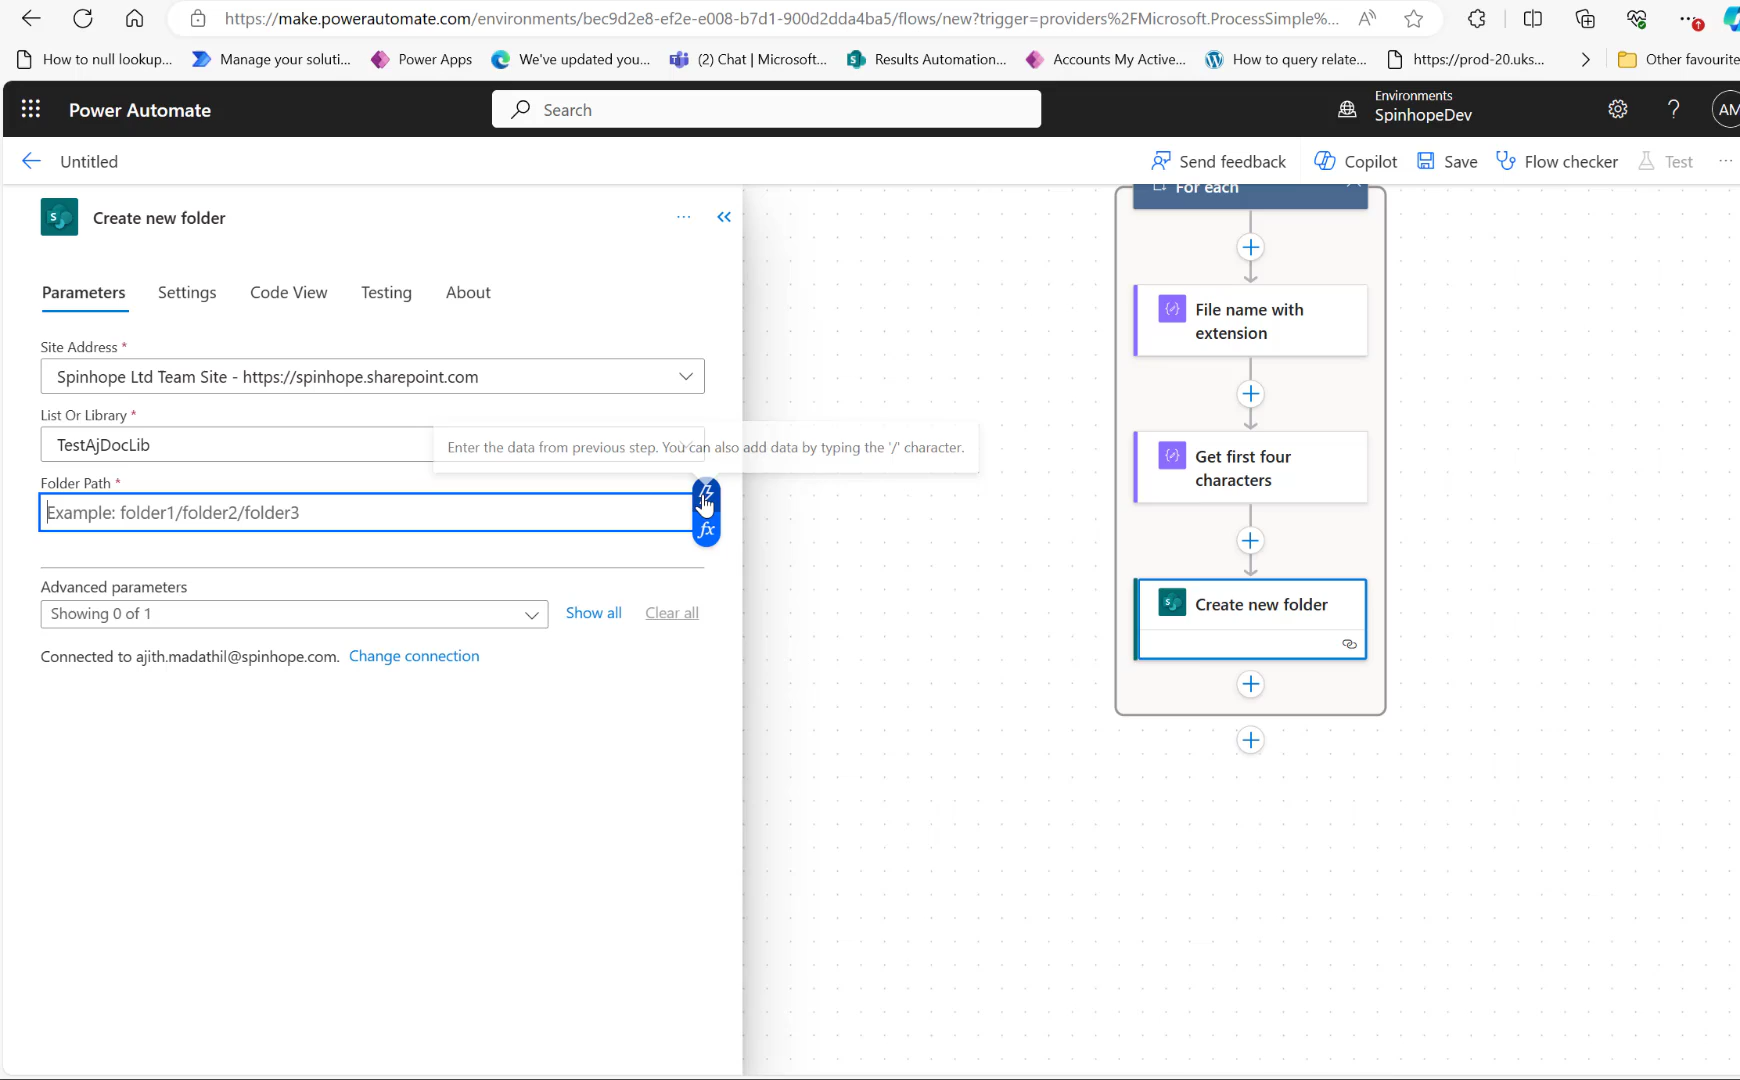 https://make.powerautomate.com/environments/bec9d2e8-ef2e-e008-b7d1-900d2dda4ba5/flows/new?trigger=providers%2FMicrosoft.ProcessSimple%...
How to null lookup... Manage your soluti... Power Apps We've updated you... (2) Chat | Microsoft... Results Automation... Accounts My Active... How to query relate... https://prod-20.uks... Other favourite
Power Automate
Search
Environments
SpinhopeDev
AM
Untitled
Send feedback Copilot Save Flow checker Test
Create new folder
Parameters Settings Code View Testing About
Site Address *
Spinhope Ltd Team Site - https://spinhope.sharepoint.com
List Or Library *
TestAjDocLib
Enter the data from previous step. You can also add data by typing the '/' character.
Folder Path *
Example: folder1/folder2/folder3
fx
Advanced parameters
Showing 0 of 1
Show all Clear all
Connected to ajith.madathil@spinhope.com. Change connection
For each
File name with
extension
Get first four
characters
Create new folder